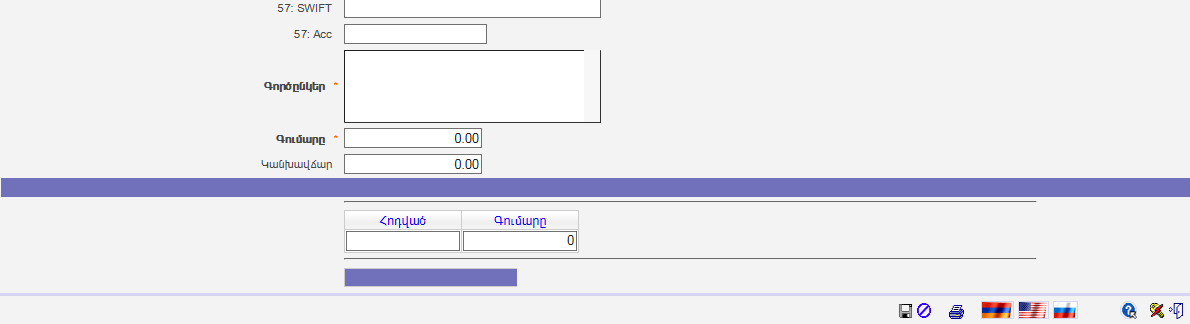 57: SWIFT
57: Acc
Գործընկեր *
Գումարը * 0.00
Կանխավճար 0.00
Հոդված Գումարը
0